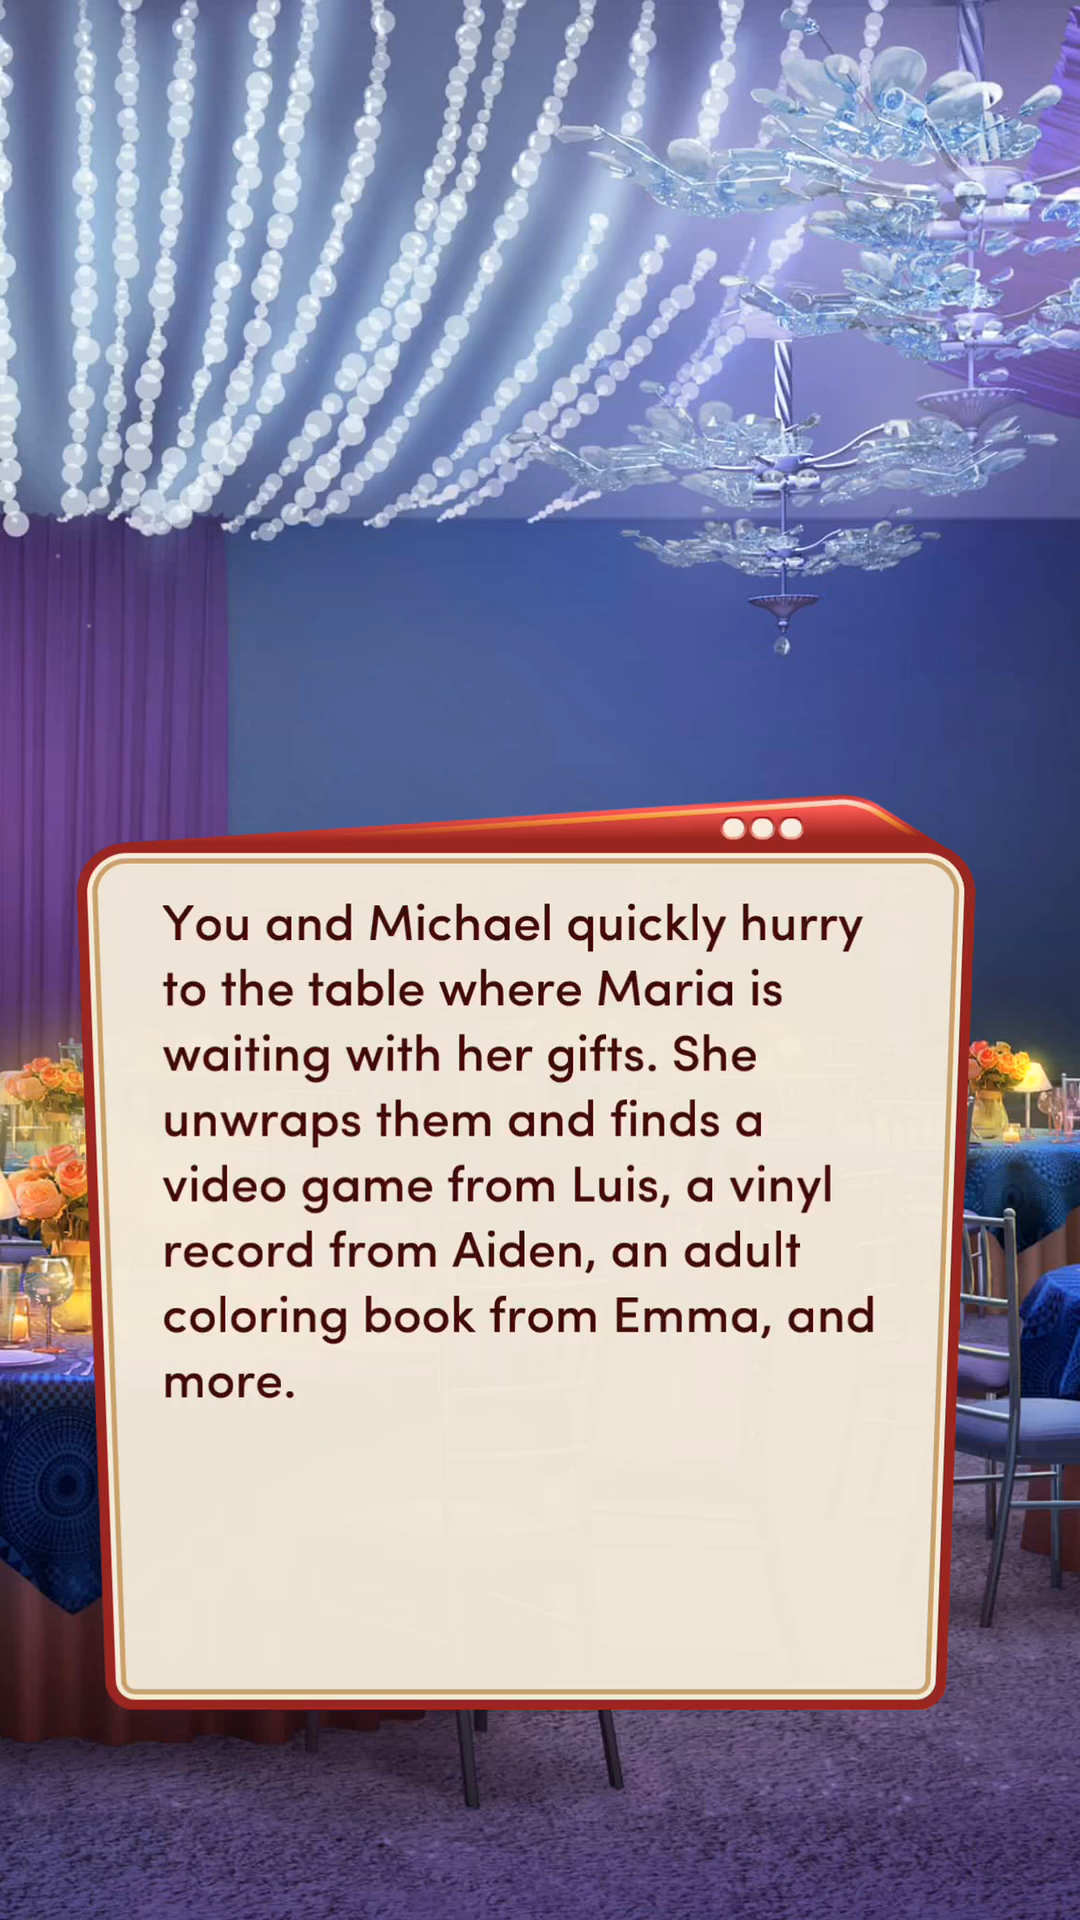 You and Michael quickly hurry
to the table where Maria is
waiting with her gifts. She
unwraps them and finds a
video game from Luis, a vinyl
record from Aiden, an adult
coloring book from Emma, and
more.